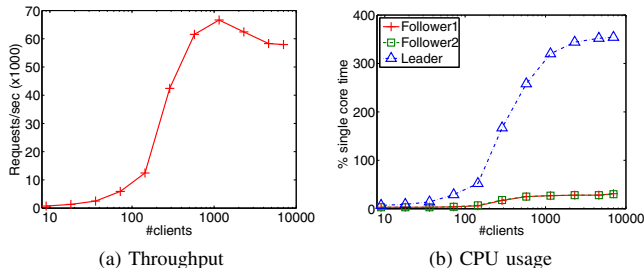 Requests/sec (x1000)
70
60
50
40
30
20
10
0
10
100
1000
10000
#clients
(a) Throughput
% single core time
400
300
200
100
0
Follower1
Follower2
Leader
10
100
1000
10000
#clients
(b) CPU usage